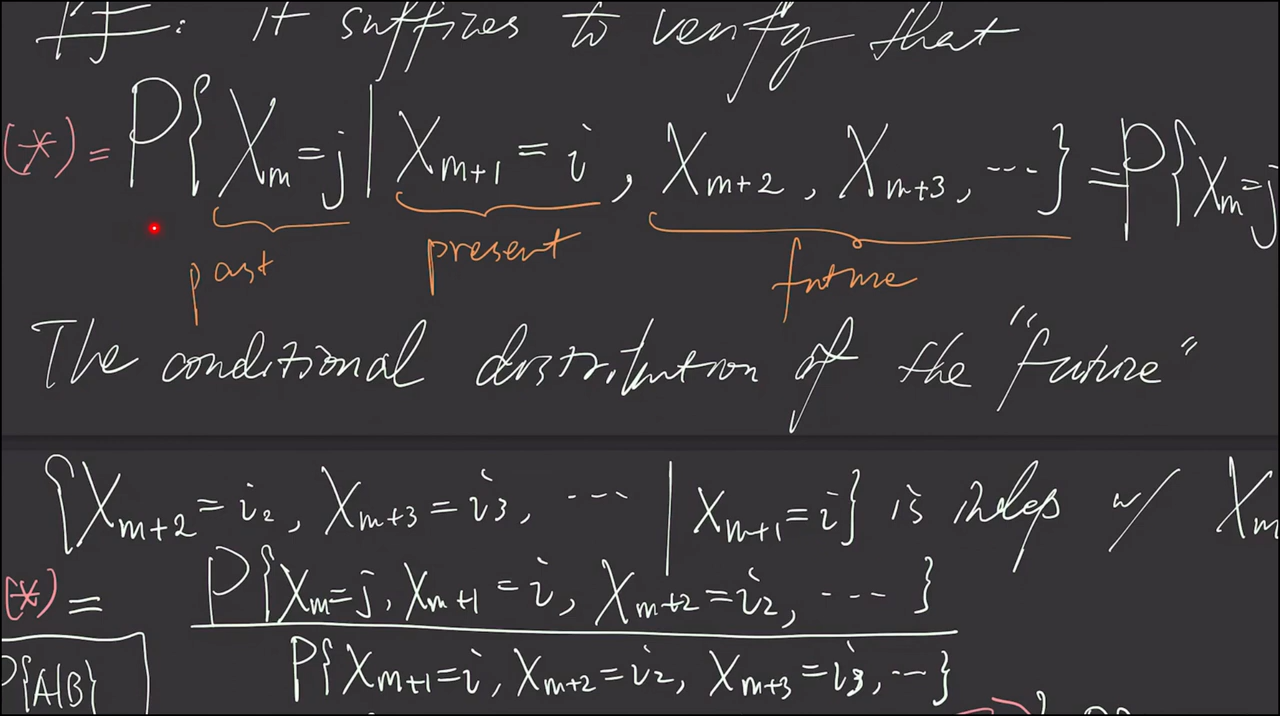 Pf: it suffices to verify that
(*) = P{X_m = j | X_{m+1} = i, X_{m+2}, X_{m+3}, ...} = P{X_m = j
past present future
The conditional distribution of the "future"
{X_{m+2} = i_2, X_{m+3} = i_3, ... | X_{m+1} = i} is indep w/ X_m
(*) = P{X_m = j, X_{m+1} = i, X_{m+2} = i_2, ... }
P{X_{m+1} = i, X_{m+2} = i_2, X_{m+3} = i_3, ...}
P{A|B}